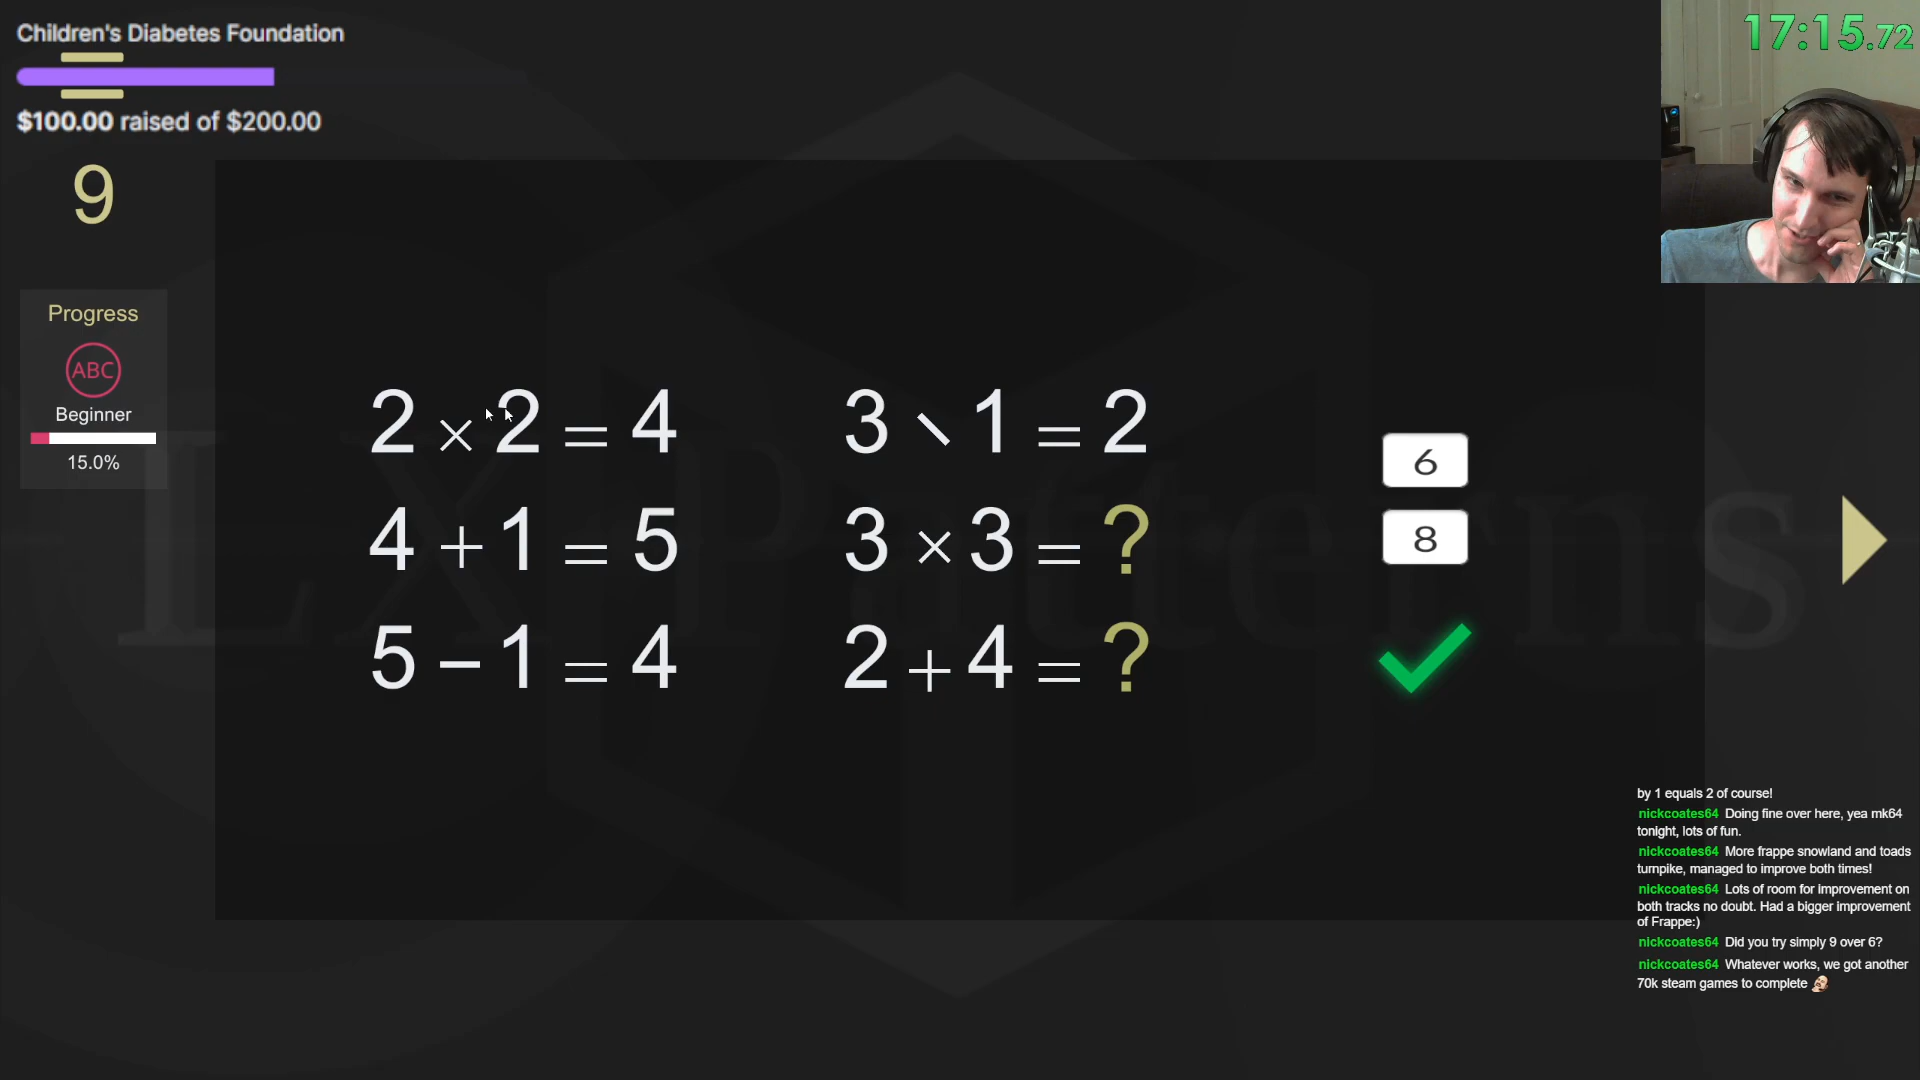 Children's Diabetes Foundation
$100.00 raised of $200.00
17:15.72
9
Progress
ABC
Beginner
15.0%
2 × 2 = 4
4 + 1 = 5
5 − 1 = 4
3 \ 1 = 2
3 × 3 = ?
2 + 4 = ?
6
8
LX Patterns
by 1 equals 2 of course!
nickcoates64 Doing fine over here, yea mk64
tonight, lots of fun.
nickcoates64 More frappe snowland and toads
turnpike, managed to improve both times!
nickcoates64 Lots of room for improvement on
both tracks no doubt. Had a bigger improvement
of Frappe:)
nickcoates64 Did you try simply 9 over 6?
nickcoates64 Whatever works, we got another
70k steam games to complete